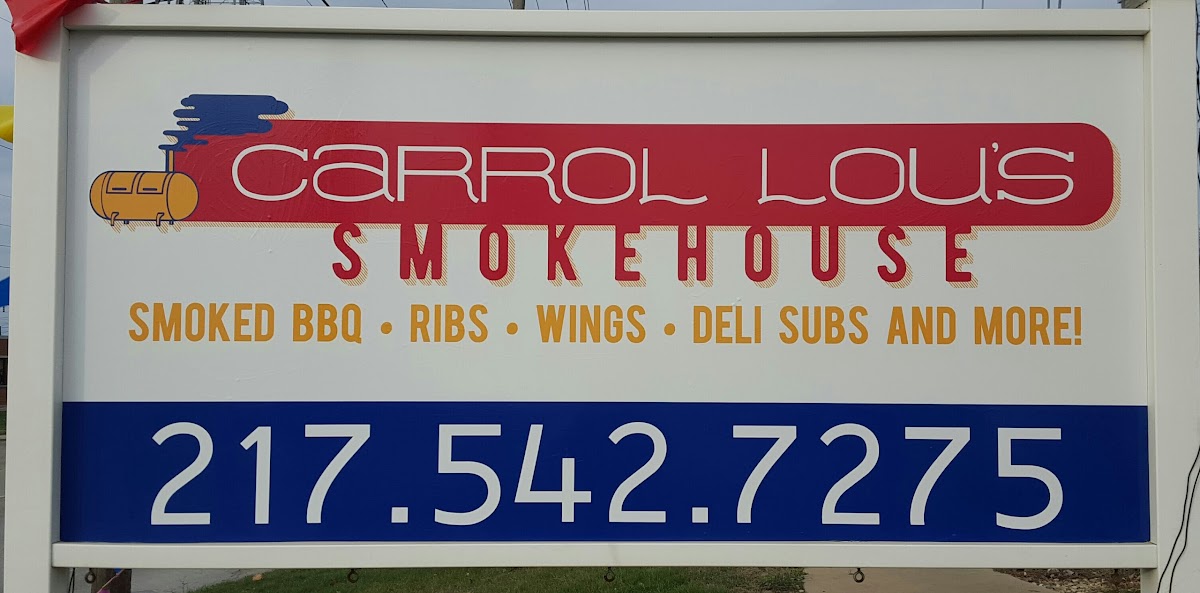 CARROL LOU'S
SMOKEHOUSE
SMOKED BBQ • RIBS • WINGS • DELI SUBS AND MORE!
217.542.7275